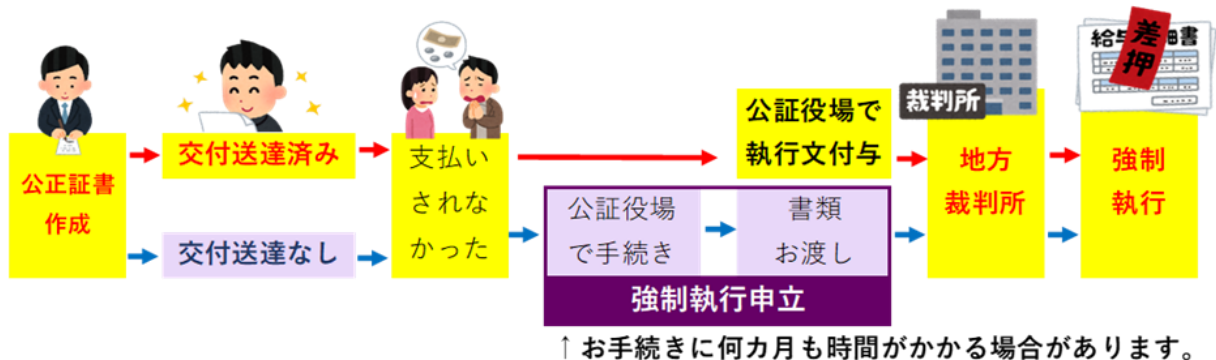 公正証書
作成
交付送達済み
交付送達なし
支払い
されな
かった
公証役場で
執行文付与
公証役場
で手続き
書類
お渡し
強制執行申立
裁判所
地方
裁判所
差押
強制
執行
↑お手続きに何カ月も時間がかかる場合があります。